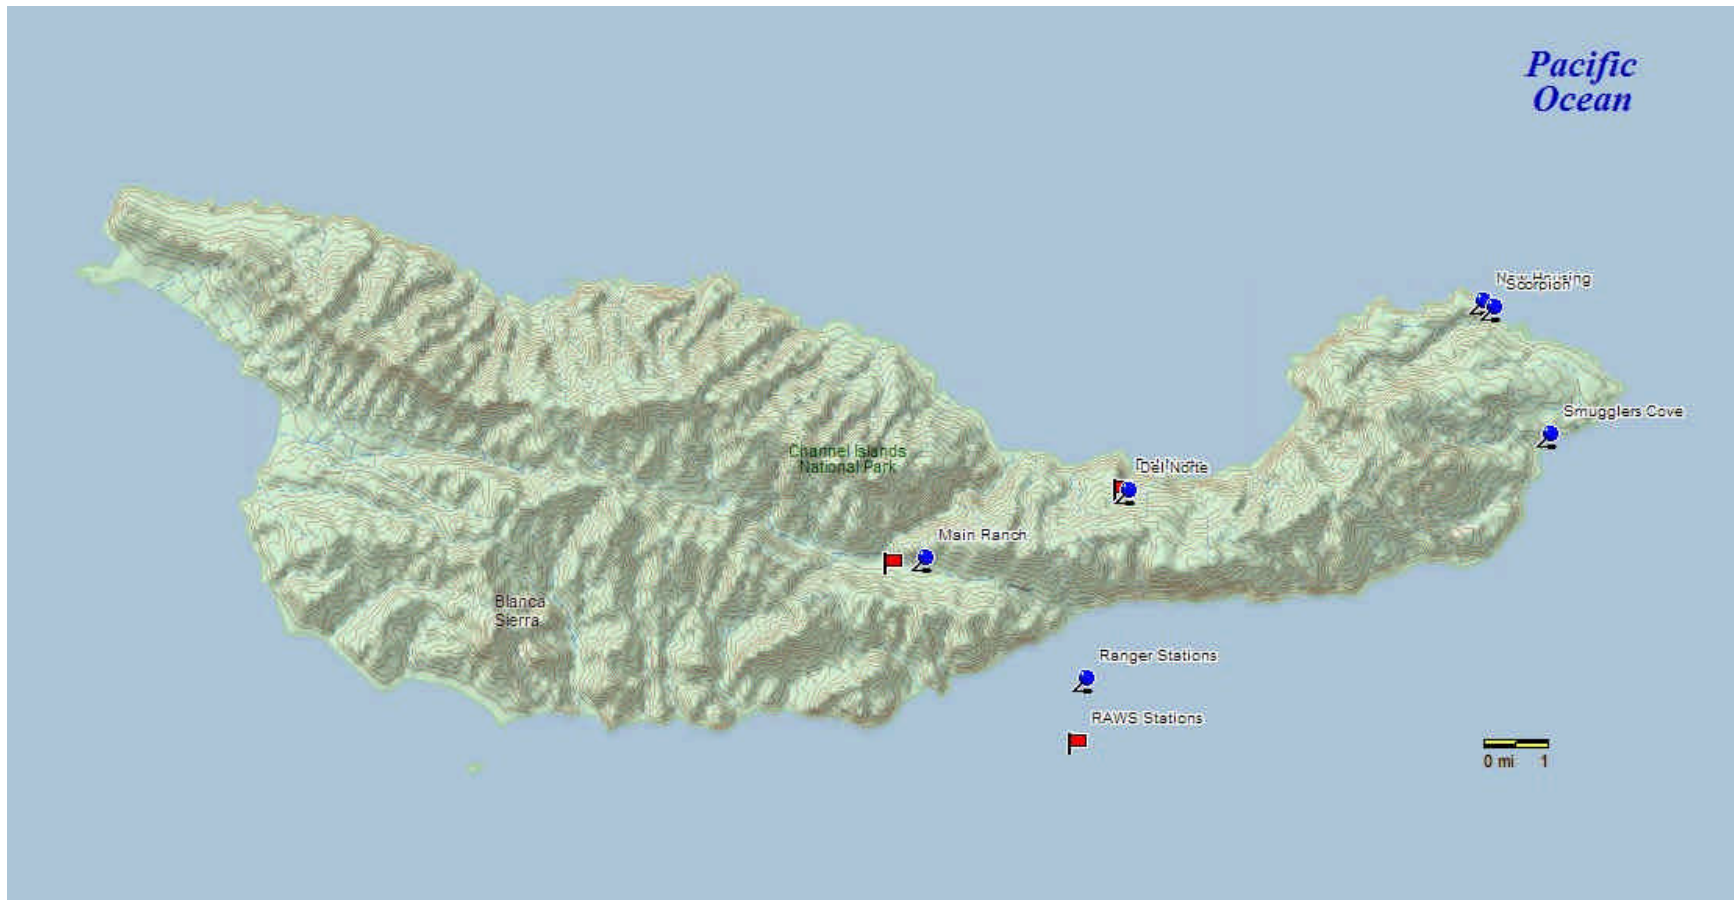 Pacific
Ocean
New Housing
Scorpion
Smugglers Cove
Channel Islands
National Park
Del Norte
Main Ranch
Blanca
Sierra
Ranger Stations
RAWS Stations
0 mi 1